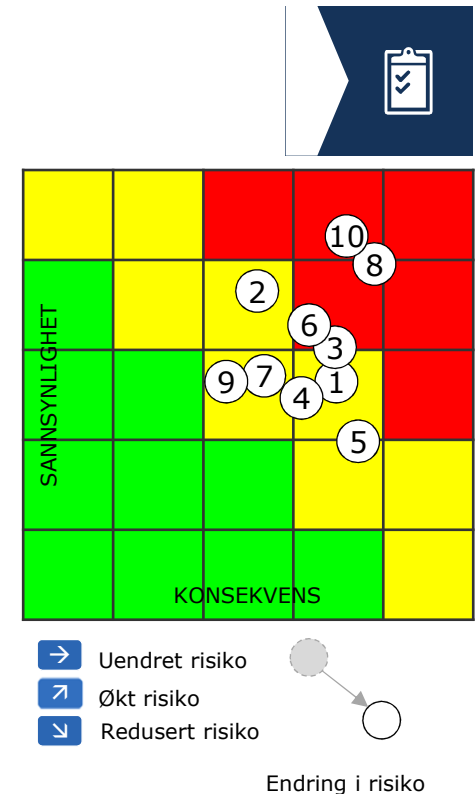 10
8
2
6
3
9
7
4
1
5
SANNSYNLIGHET
KONSEKVENS
Uendret risiko
Økt risiko
Redusert risiko
Endring i risiko